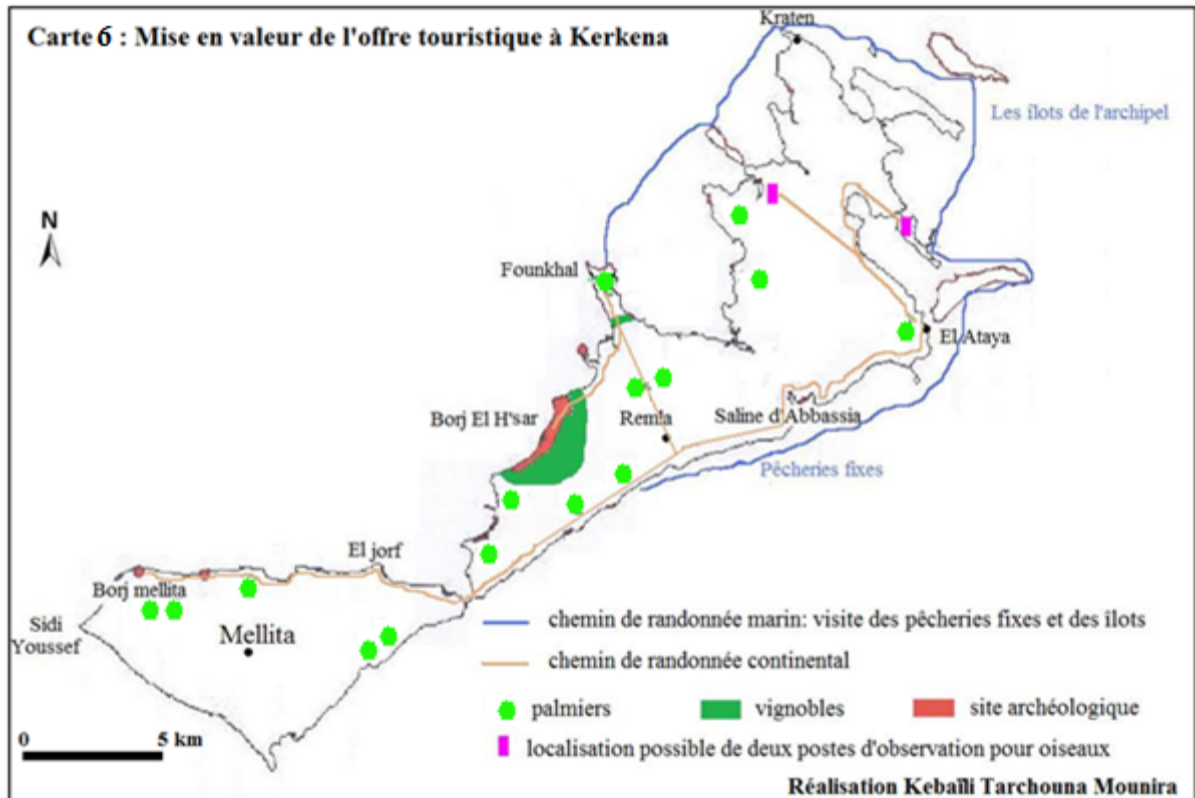 Carte 6 : Mise en valeur de l'offre touristique à Kerkena
Kraten
Les îlots de l'archipel
N
Founkhal
El Ataya
Borj El H'sar
Remla
Saline d'Abbassia
Pêcheries fixes
El jorf
Borj mellita
Sidi
Youssef
Mellita
chemin de randonnée marin: visite des pêcheries fixes et des îlots
chemin de randonnée continental
palmiers
vignobles
site archéologique
0 5 km
localisation possible de deux postes d'observation pour oiseaux
Réalisation Kebaïli Tarchouna Mounira